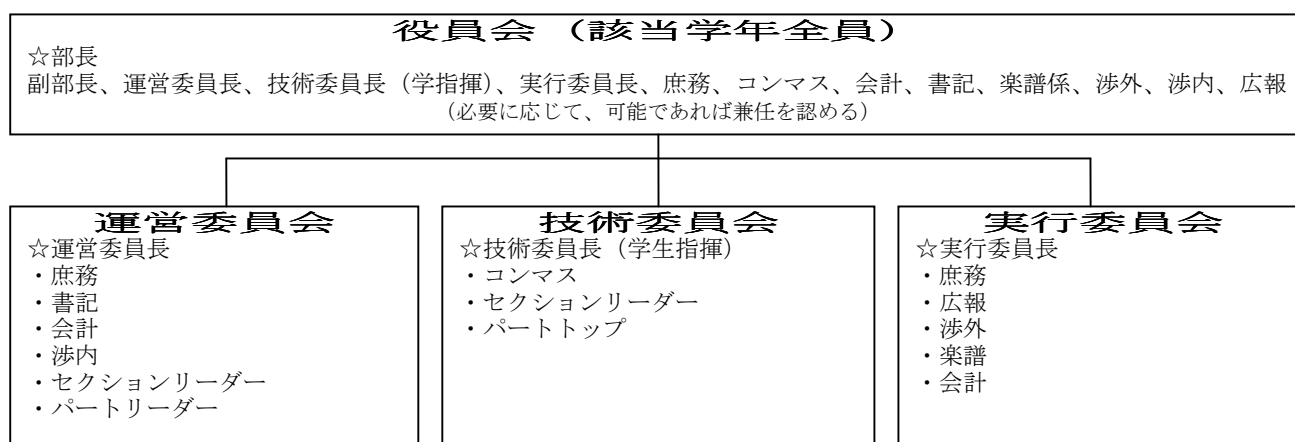 役員会（該当学年全員）
☆部長
副部長、運営委員長、技術委員長（学指揮）、実行委員長、庶務、コンマス、会計、書記、楽譜係、渉外、渉内、広報
（必要に応じて、可能であれば兼任を認める）
運営委員会
☆運営委員長
・庶務
・書記
・会計
・渉内
・セクションリーダー
・パートリーダー
技術委員会
☆技術委員長（学生指揮）
・コンマス
・セクションリーダー
・パートトップ
実行委員会
☆実行委員長
・庶務
・広報
・渉外
・楽譜
・会計